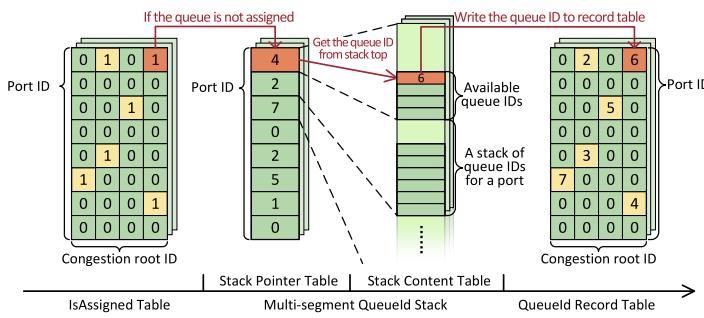 If the queue is not assigned
Write the queue ID to record table
Get the queue ID
from stack top
Port ID
0 1 0 1
0 0 0 0
0 0 1 0
0 0 0 0
0 1 0 0
1 0 0 0
0 0 0 1
0 0 0 0
Congestion root ID
Port ID
4
2
7
0
2
5
1
0
6
Available
queue IDs
A stack of
queue IDs
for a port
0 2 0 6
0 0 0 0
0 0 5 0
0 0 0 0
0 3 0 0
7 0 0 0
0 0 0 4
0 0 0 0
Port ID
Congestion root ID
Stack Pointer Table
Stack Content Table
IsAssigned Table
Multi-segment QueueId Stack
QueueId Record Table